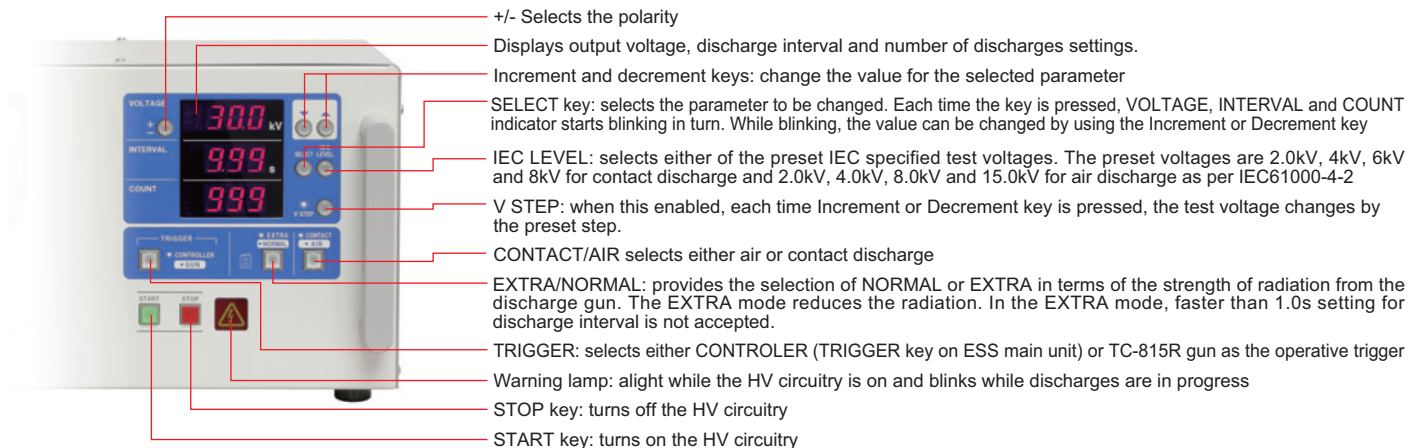 +/- Selects the polarity
Displays output voltage, discharge interval and number of discharges settings.
Increment and decrement keys: change the value for the selected parameter
SELECT key: selects the parameter to be changed. Each time the key is pressed, VOLTAGE, INTERVAL and COUNT
indicator starts blinking in turn. While blinking, the value can be changed by using the Increment or Decrement key
IEC LEVEL: selects either of the preset IEC specified test voltages. The preset voltages are 2.0kV, 4kV, 6kV
and 8kV for contact discharge and 2.0kV, 4.0kV, 8.0kV and 15.0kV for air discharge as per IEC61000-4-2
V STEP: when this enabled, each time Increment or Decrement key is pressed, the test voltage changes by
the preset step.
CONTACT/AIR selects either air or contact discharge
EXTRA/NORMAL: provides the selection of NORMAL or EXTRA in terms of the strength of radiation from the
discharge gun. The EXTRA mode reduces the radiation. In the EXTRA mode, faster than 1.0s setting for
discharge interval is not accepted.
TRIGGER: selects either CONTROLER (TRIGGER key on ESS main unit) or TC-815R gun as the operative trigger
Warning lamp: alight while the HV circuitry is on and blinks while discharges are in progress
STOP key: turns off the HV circuitry
START key: turns on the HV circuitry
VOLTAGE
+
-
30.0 kV
INTERVAL
9.99 s
SELECT
IEC
LEVEL
COUNT
999
V STEP
TRIGGER
CONTROLLER
GUN
EXTRA
NORMAL
CONTACT
AIR
START
STOP